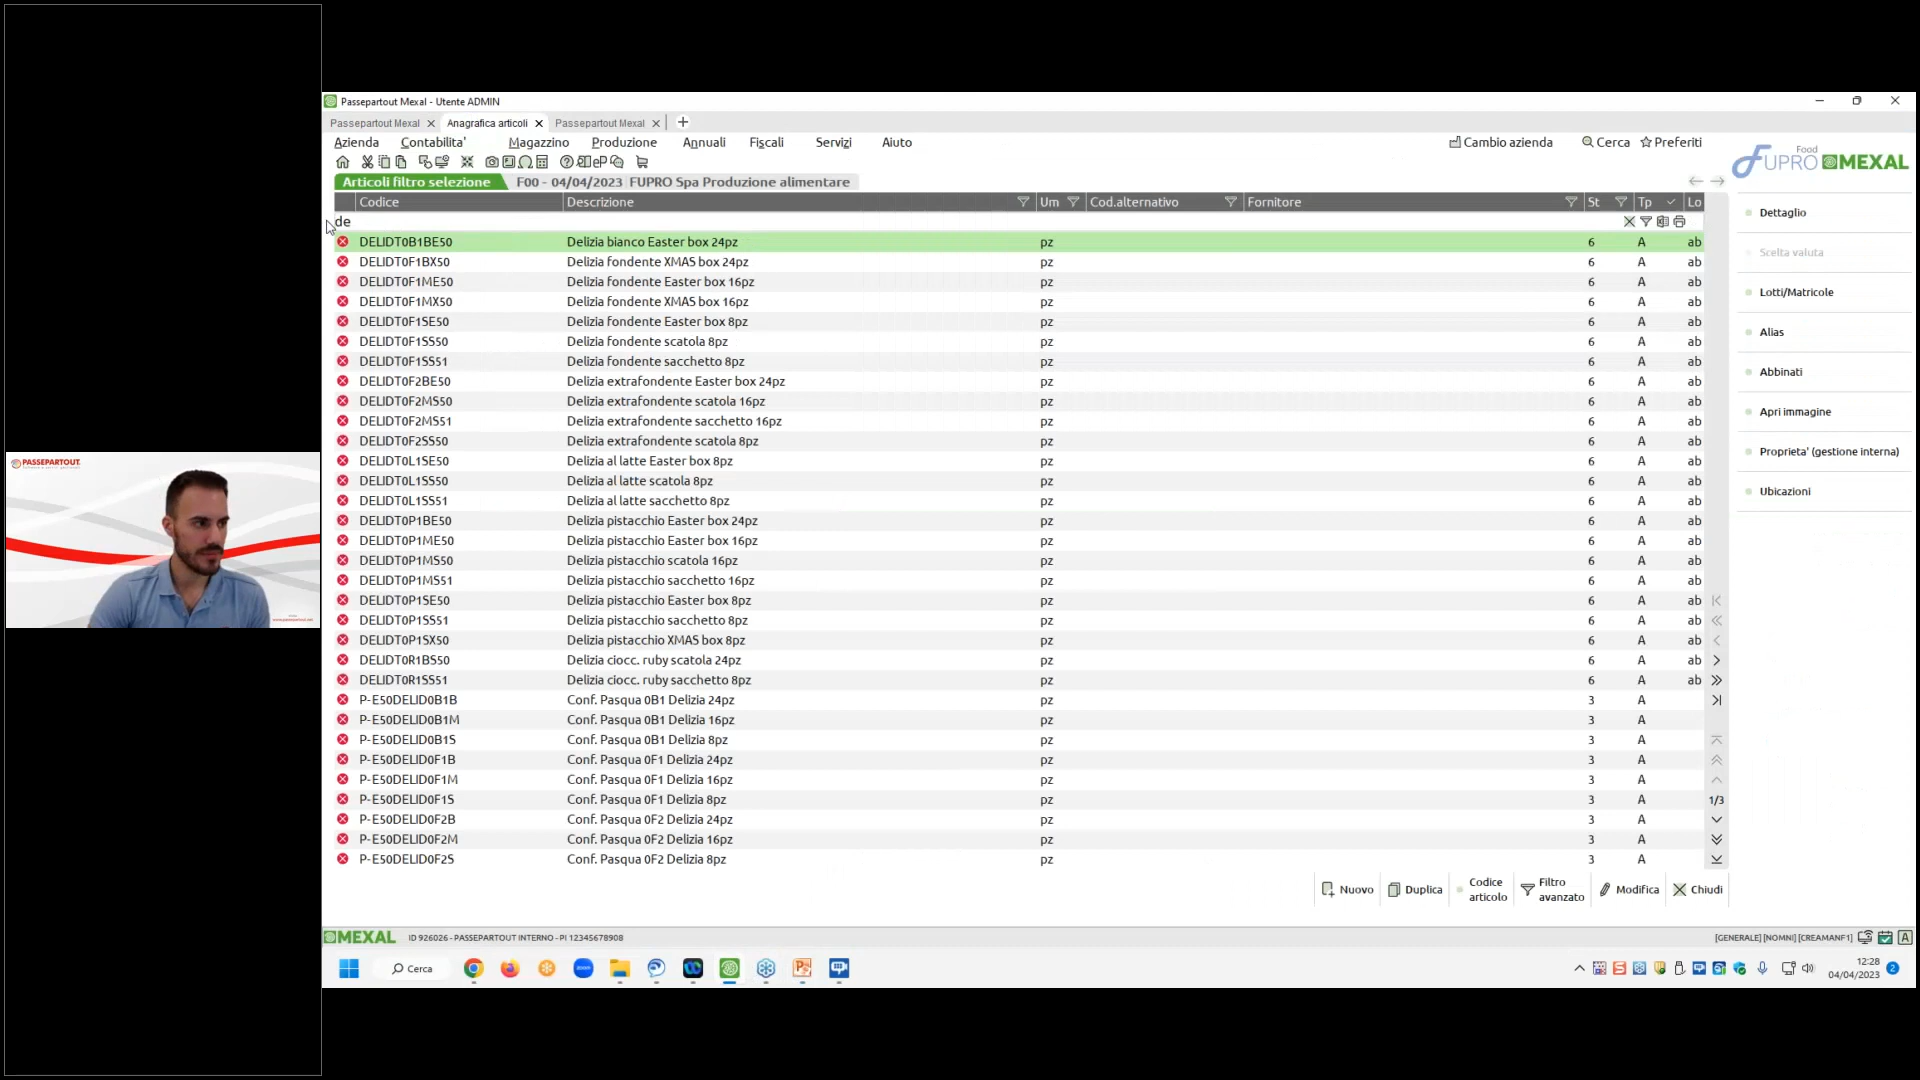 Passepartout Mexal - Utente ADMIN
Passepartout Mexal Anagrafica articoli Passepartout Mexal
Azienda Contabilita' Magazzino Produzione Annuali Fiscali Servizi Aiuto Cambio azienda Cerca Preferiti
Food
FUPRO MEXAL
Articoli filtro selezione F00 - 04/04/2023 FUPRO Spa Produzione alimentare
Codice Descrizione Um Cod.alternativo Fornitore St Tp Lo
de
DELIDT0B1BE50 Delizia bianco Easter box 24pz pz 6 A ab
DELIDT0F1BX50 Delizia fondente XMAS box 24pz pz 6 A ab
DELIDT0F1ME50 Delizia fondente Easter box 16pz pz 6 A ab
DELIDT0F1MX50 Delizia fondente XMAS box 16pz pz 6 A ab
DELIDT0F1SE50 Delizia fondente Easter box 8pz pz 6 A ab
DELIDT0F1SS50 Delizia fondente scatola 8pz pz 6 A ab
DELIDT0F1SS51 Delizia fondente sacchetto 8pz pz 6 A ab
DELIDT0F2BE50 Delizia extrafondente Easter box 24pz pz 6 A ab
DELIDT0F2MS50 Delizia extrafondente scatola 16pz pz 6 A ab
DELIDT0F2MS51 Delizia extrafondente sacchetto 16pz pz 6 A ab
DELIDT0F2SS50 Delizia extrafondente scatola 8pz pz 6 A ab
DELIDT0L1SE50 Delizia al latte Easter box 8pz pz 6 A ab
DELIDT0L1SS50 Delizia al latte scatola 8pz pz 6 A ab
DELIDT0L1SS51 Delizia al latte sacchetto 8pz pz 6 A ab
DELIDT0P1BE50 Delizia pistacchio Easter box 24pz pz 6 A ab
DELIDT0P1ME50 Delizia pistacchio Easter box 16pz pz 6 A ab
DELIDT0P1MS50 Delizia pistacchio scatola 16pz pz 6 A ab
DELIDT0P1MS51 Delizia pistacchio sacchetto 16pz pz 6 A ab
DELIDT0P1SE50 Delizia pistacchio Easter box 8pz pz 6 A ab
DELIDT0P1SS51 Delizia pistacchio sacchetto 8pz pz 6 A ab
DELIDT0P1SX50 Delizia pistacchio XMAS box 8pz pz 6 A ab
DELIDT0R1BS50 Delizia ciocc. ruby scatola 24pz pz 6 A ab
DELIDT0R1SS51 Delizia ciocc. ruby sacchetto 8pz pz 6 A ab
P-E50DELID0B1B Conf. Pasqua 0B1 Delizia 24pz pz 3 A
P-E50DELID0B1M Conf. Pasqua 0B1 Delizia 16pz pz 3 A
P-E50DELID0B1S Conf. Pasqua 0B1 Delizia 8pz pz 3 A
P-E50DELID0F1B Conf. Pasqua 0F1 Delizia 24pz pz 3 A
P-E50DELID0F1M Conf. Pasqua 0F1 Delizia 16pz pz 3 A
P-E50DELID0F1S Conf. Pasqua 0F1 Delizia 8pz pz 3 A
1/3
P-E50DELID0F2B Conf. Pasqua 0F2 Delizia 24pz pz 3 A
P-E50DELID0F2M Conf. Pasqua 0F2 Delizia 16pz pz 3 A
P-E50DELID0F2S Conf. Pasqua 0F2 Delizia 8pz pz 3 A
Dettaglio
Scelta valuta
Lotti/Matricole
Alias
Abbinati
Apri immagine
Proprieta' (gestione interna)
Ubicazioni
Nuovo Duplica Codice articolo Filtro avanzato Modifica Chiudi
MEXAL ID 926026 - PASSEPARTOUT INTERNO - PI 12345678908 [GENERALE] [NOMNI] [CREAMANF1] A
Cerca
12:28
04/04/2023 2
PASSEPARTOUT